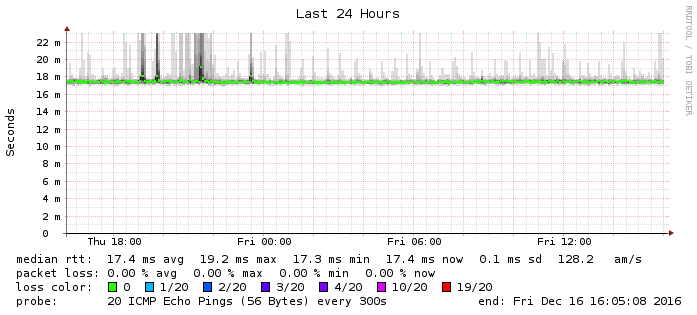 Last 24 Hours
RRDTOOL / TOBI OETIKER
Seconds
22 m
20 m
18 m
16 m
14 m
12 m
10 m
8 m
6 m
4 m
2 m
0
Thu 18:00 Fri 00:00 Fri 06:00 Fri 12:00
median rtt: 17.4 ms avg 19.2 ms max 17.3 ms min 17.4 ms now 0.1 ms sd 128.2 am/s
packet loss: 0.00 % avg 0.00 % max 0.00 % min 0.00 % now
loss color: 0 1/20 2/20 3/20 4/20 10/20 19/20
probe: 20 ICMP Echo Pings (56 Bytes) every 300s end: Fri Dec 16 16:05:08 2016